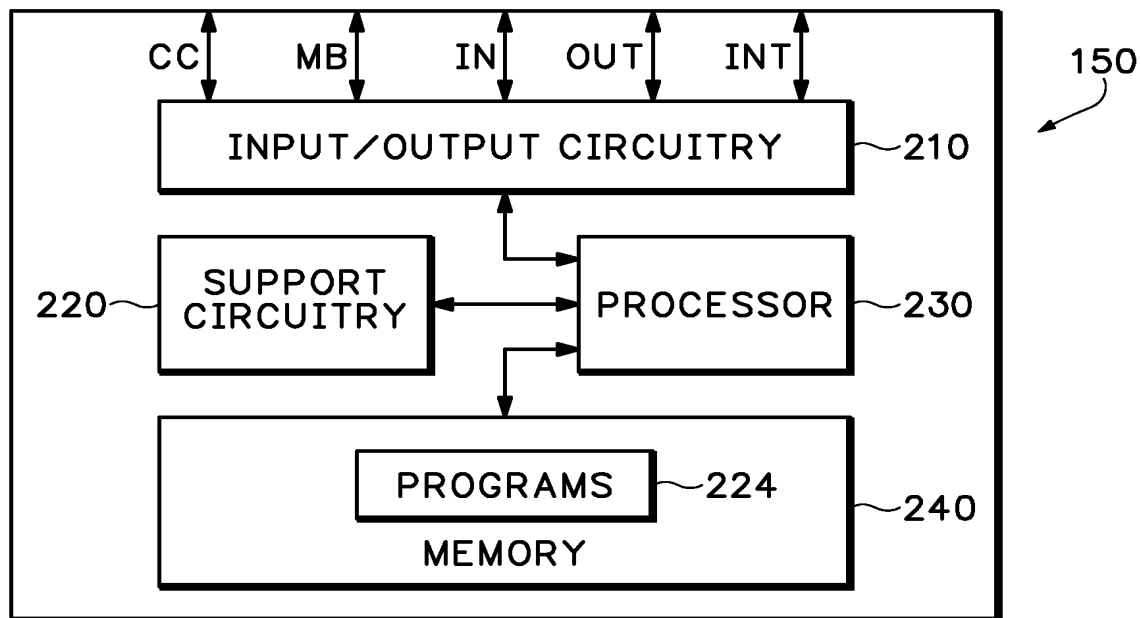 CC MB IN OUT INT
150
INPUT/OUTPUT CIRCUITRY 210
220 SUPPORT CIRCUITRY
PROCESSOR 230
PROGRAMS 224
MEMORY
240